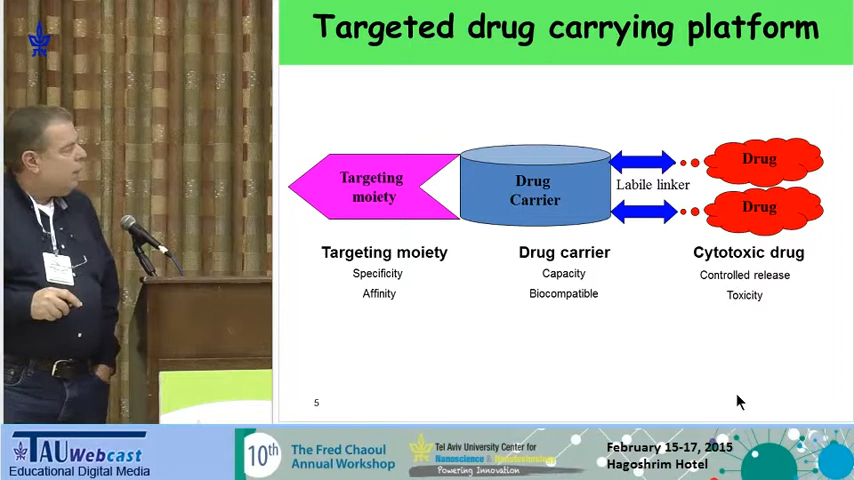 Targeted drug carrying platform
Targeting
moiety
Drug
Carrier
Labile linker
Drug
Drug
Targeting moiety
Specificity
Affinity
Drug carrier
Capacity
Biocompatible
Cytotoxic drug
Controlled release
Toxicity
5
TAU Webcast
Educational Digital Media
10th
The Fred Chaoul
Annual Workshop
Tel Aviv University Center for
Nanoscience & Nanotechnology
Powering Innovation
February 15-17, 2015
Hagoshrim Hotel